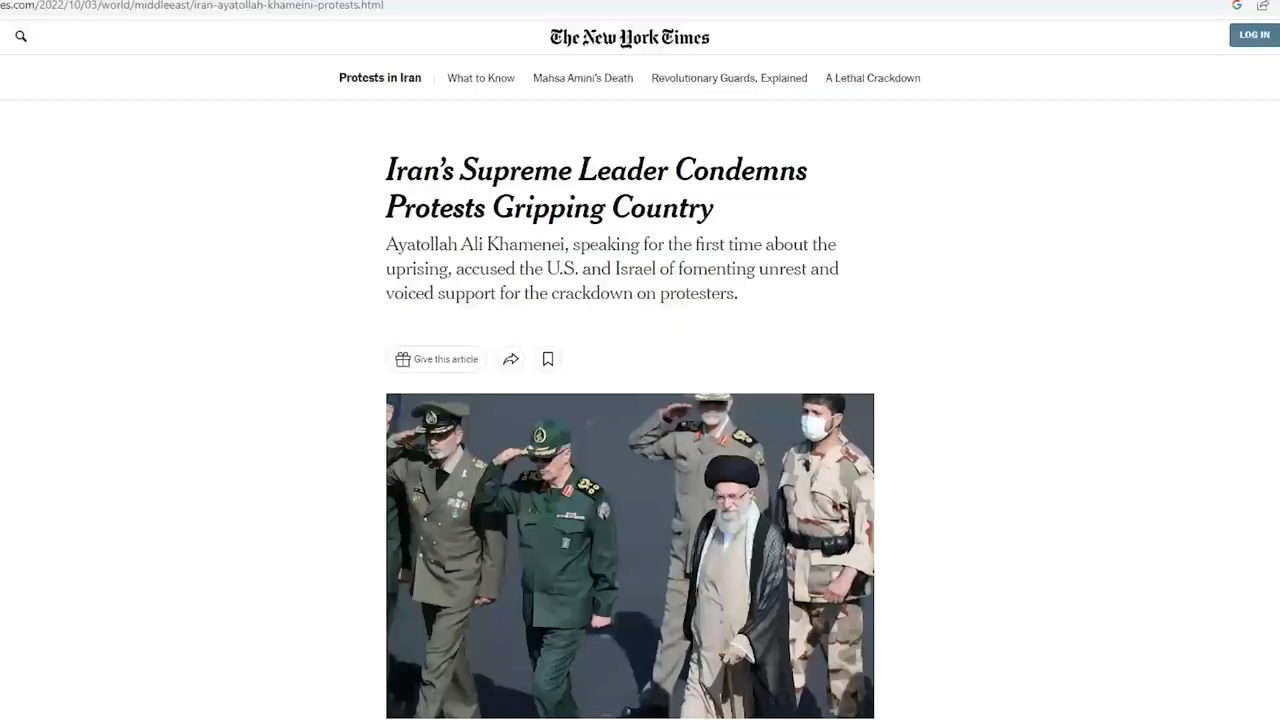 es.com/2022/10/03/world/middleeast/iran-ayatollah-khameini-protests.html
The New York Times
LOG IN
Protests in Iran
What to Know
Mahsa Amini's Death
Revolutionary Guards, Explained
A Lethal Crackdown
Iran's Supreme Leader Condemns
Protests Gripping Country
Ayatollah Ali Khamenei, speaking for the first time about the
uprising, accused the U.S. and Israel of fomenting unrest and
voiced support for the crackdown on protesters.
Give this article